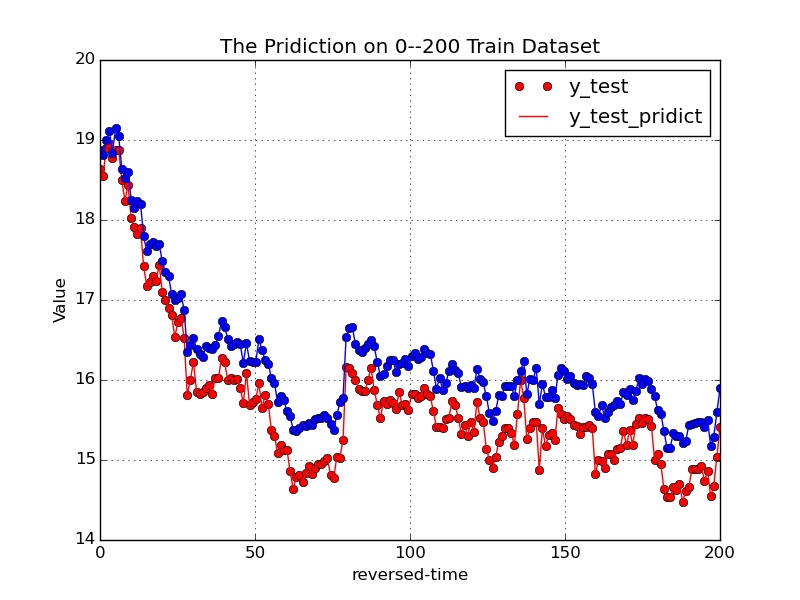 The Pridiction on 0--200 Train Dataset
y_test
y_test_pridict
20
19
18
17
16
15
14
Value
0 50 100 150 200
reversed-time